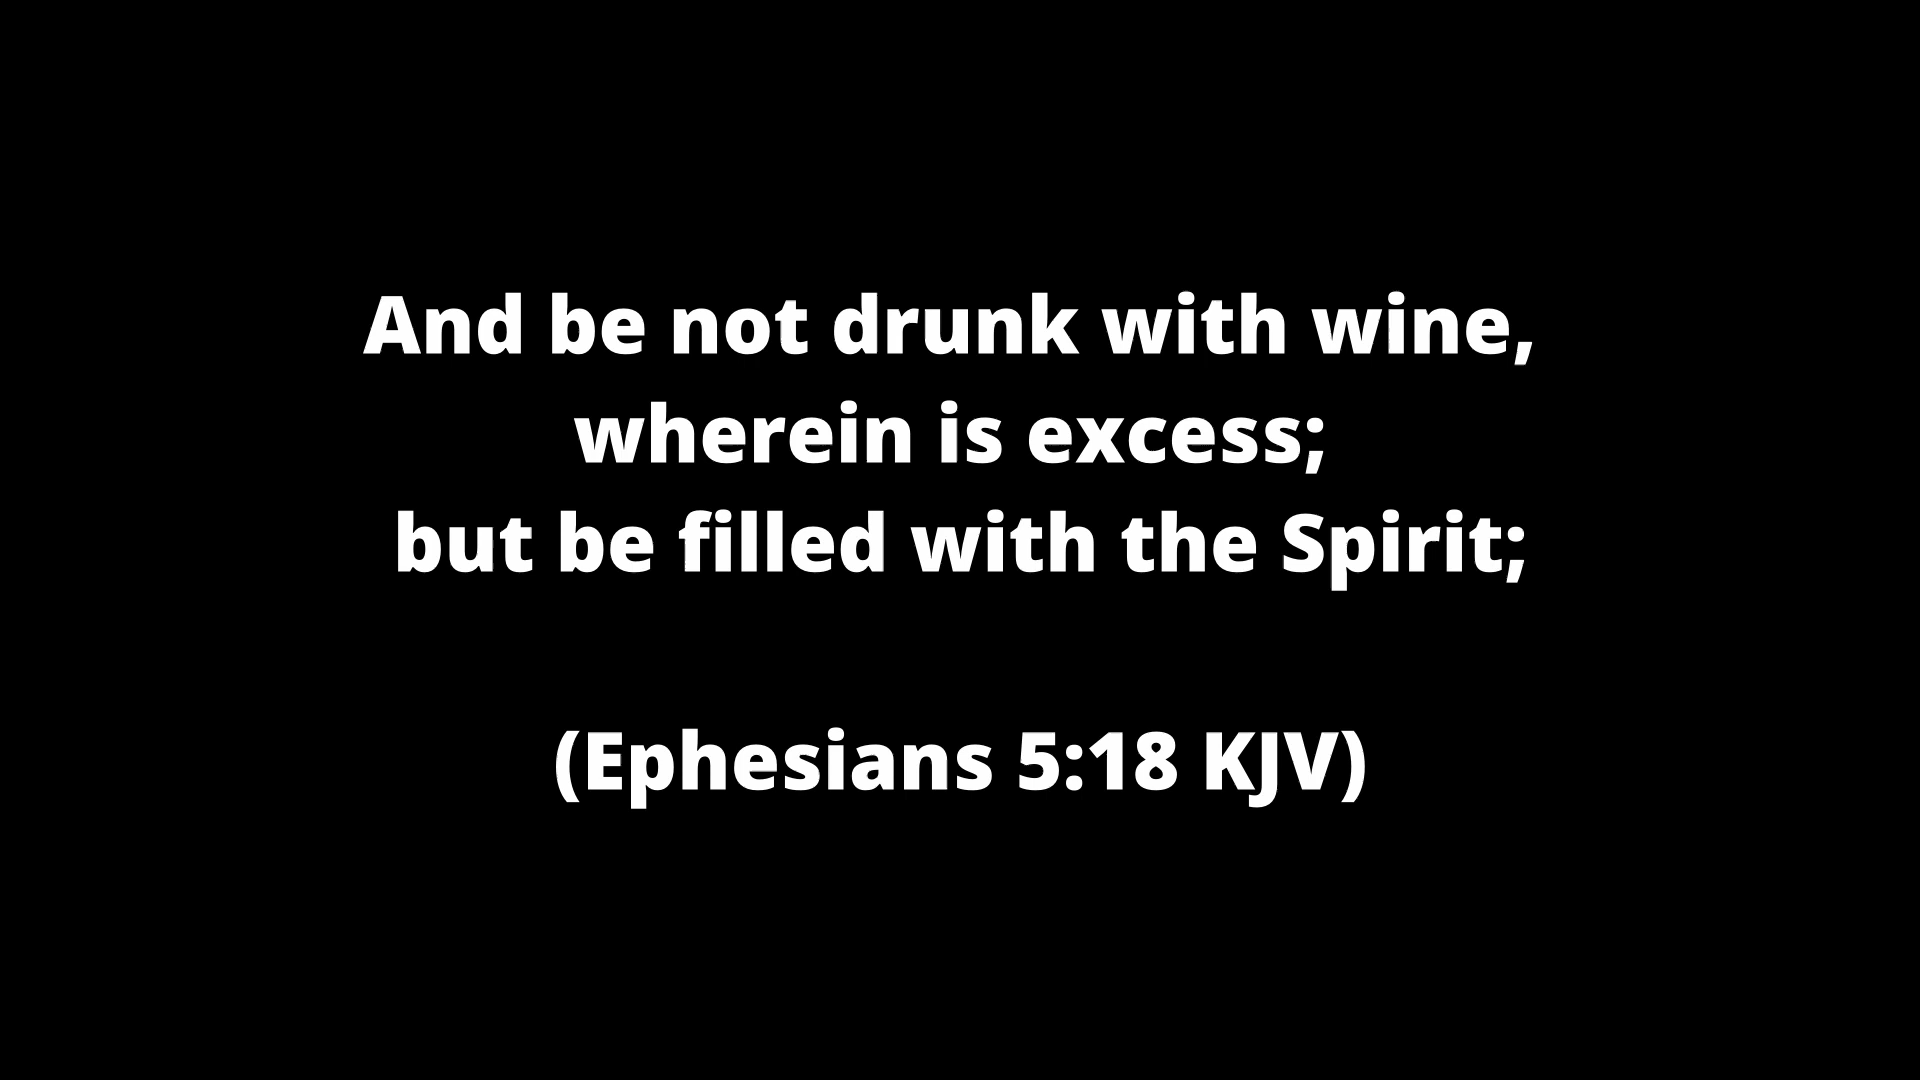 And be not drunk with wine,
wherein is excess;
but be filled with the Spirit;
(Ephesians 5:18 KJV)